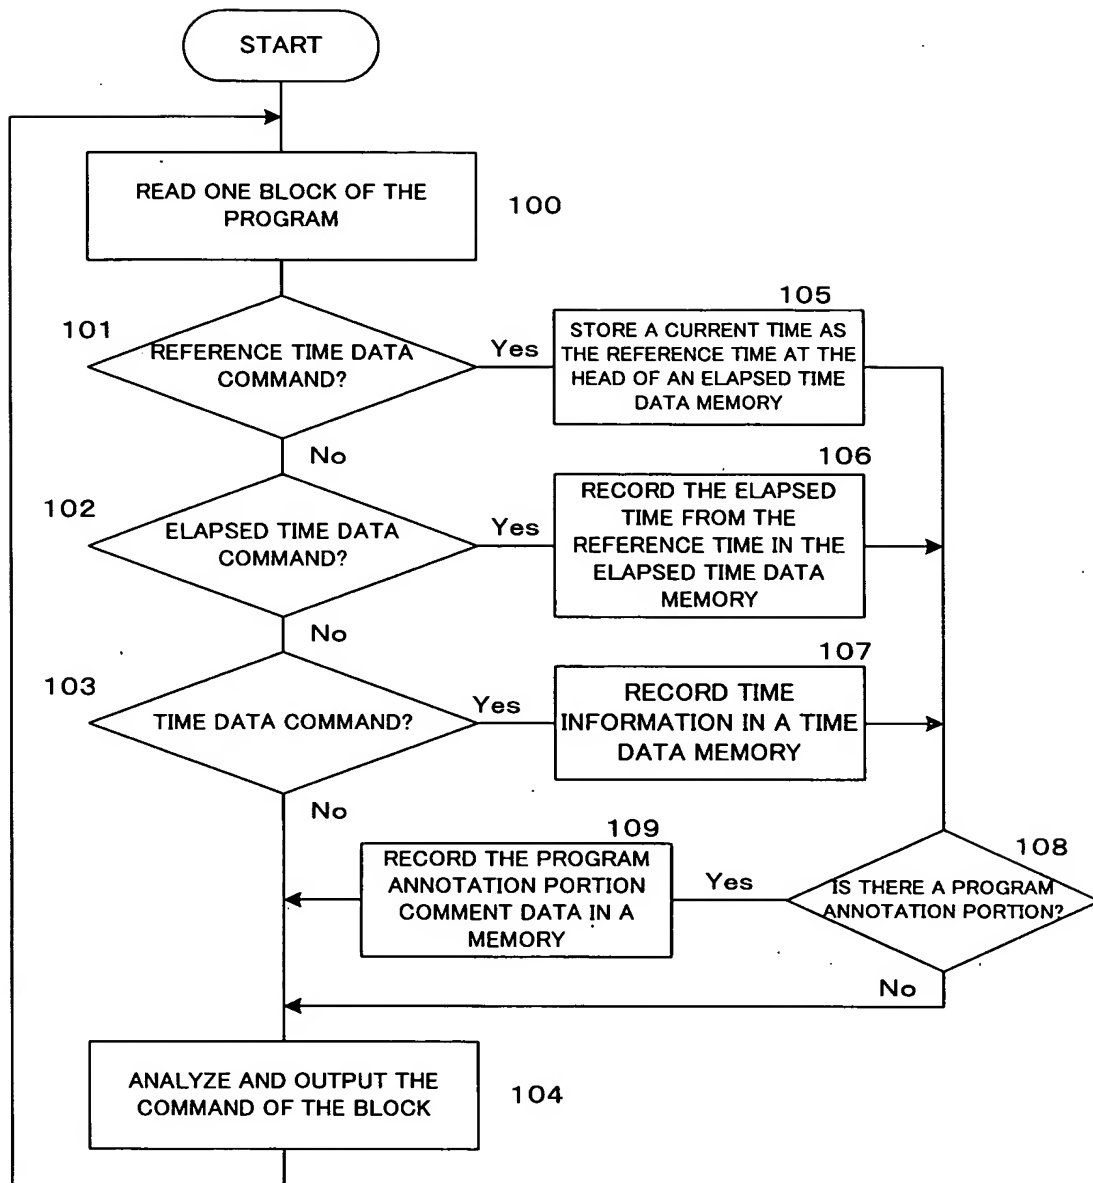 START
READ ONE BLOCK OF THE
PROGRAM
100
101
REFERENCE TIME DATA
COMMAND?
Yes
105
STORE A CURRENT TIME AS
THE REFERENCE TIME AT THE
HEAD OF AN ELAPSED TIME
DATA MEMORY
No
102
ELAPSED TIME DATA
COMMAND?
Yes
106
RECORD THE ELAPSED
TIME FROM THE
REFERENCE TIME IN THE
ELAPSED TIME DATA
MEMORY
No
103
TIME DATA COMMAND?
Yes
107
RECORD TIME
INFORMATION IN A TIME
DATA MEMORY
No
108
IS THERE A PROGRAM
ANNOTATION PORTION?
Yes
109
RECORD THE PROGRAM
ANNOTATION PORTION
COMMENT DATA IN A
MEMORY
No
ANALYZE AND OUTPUT THE
COMMAND OF THE BLOCK
104